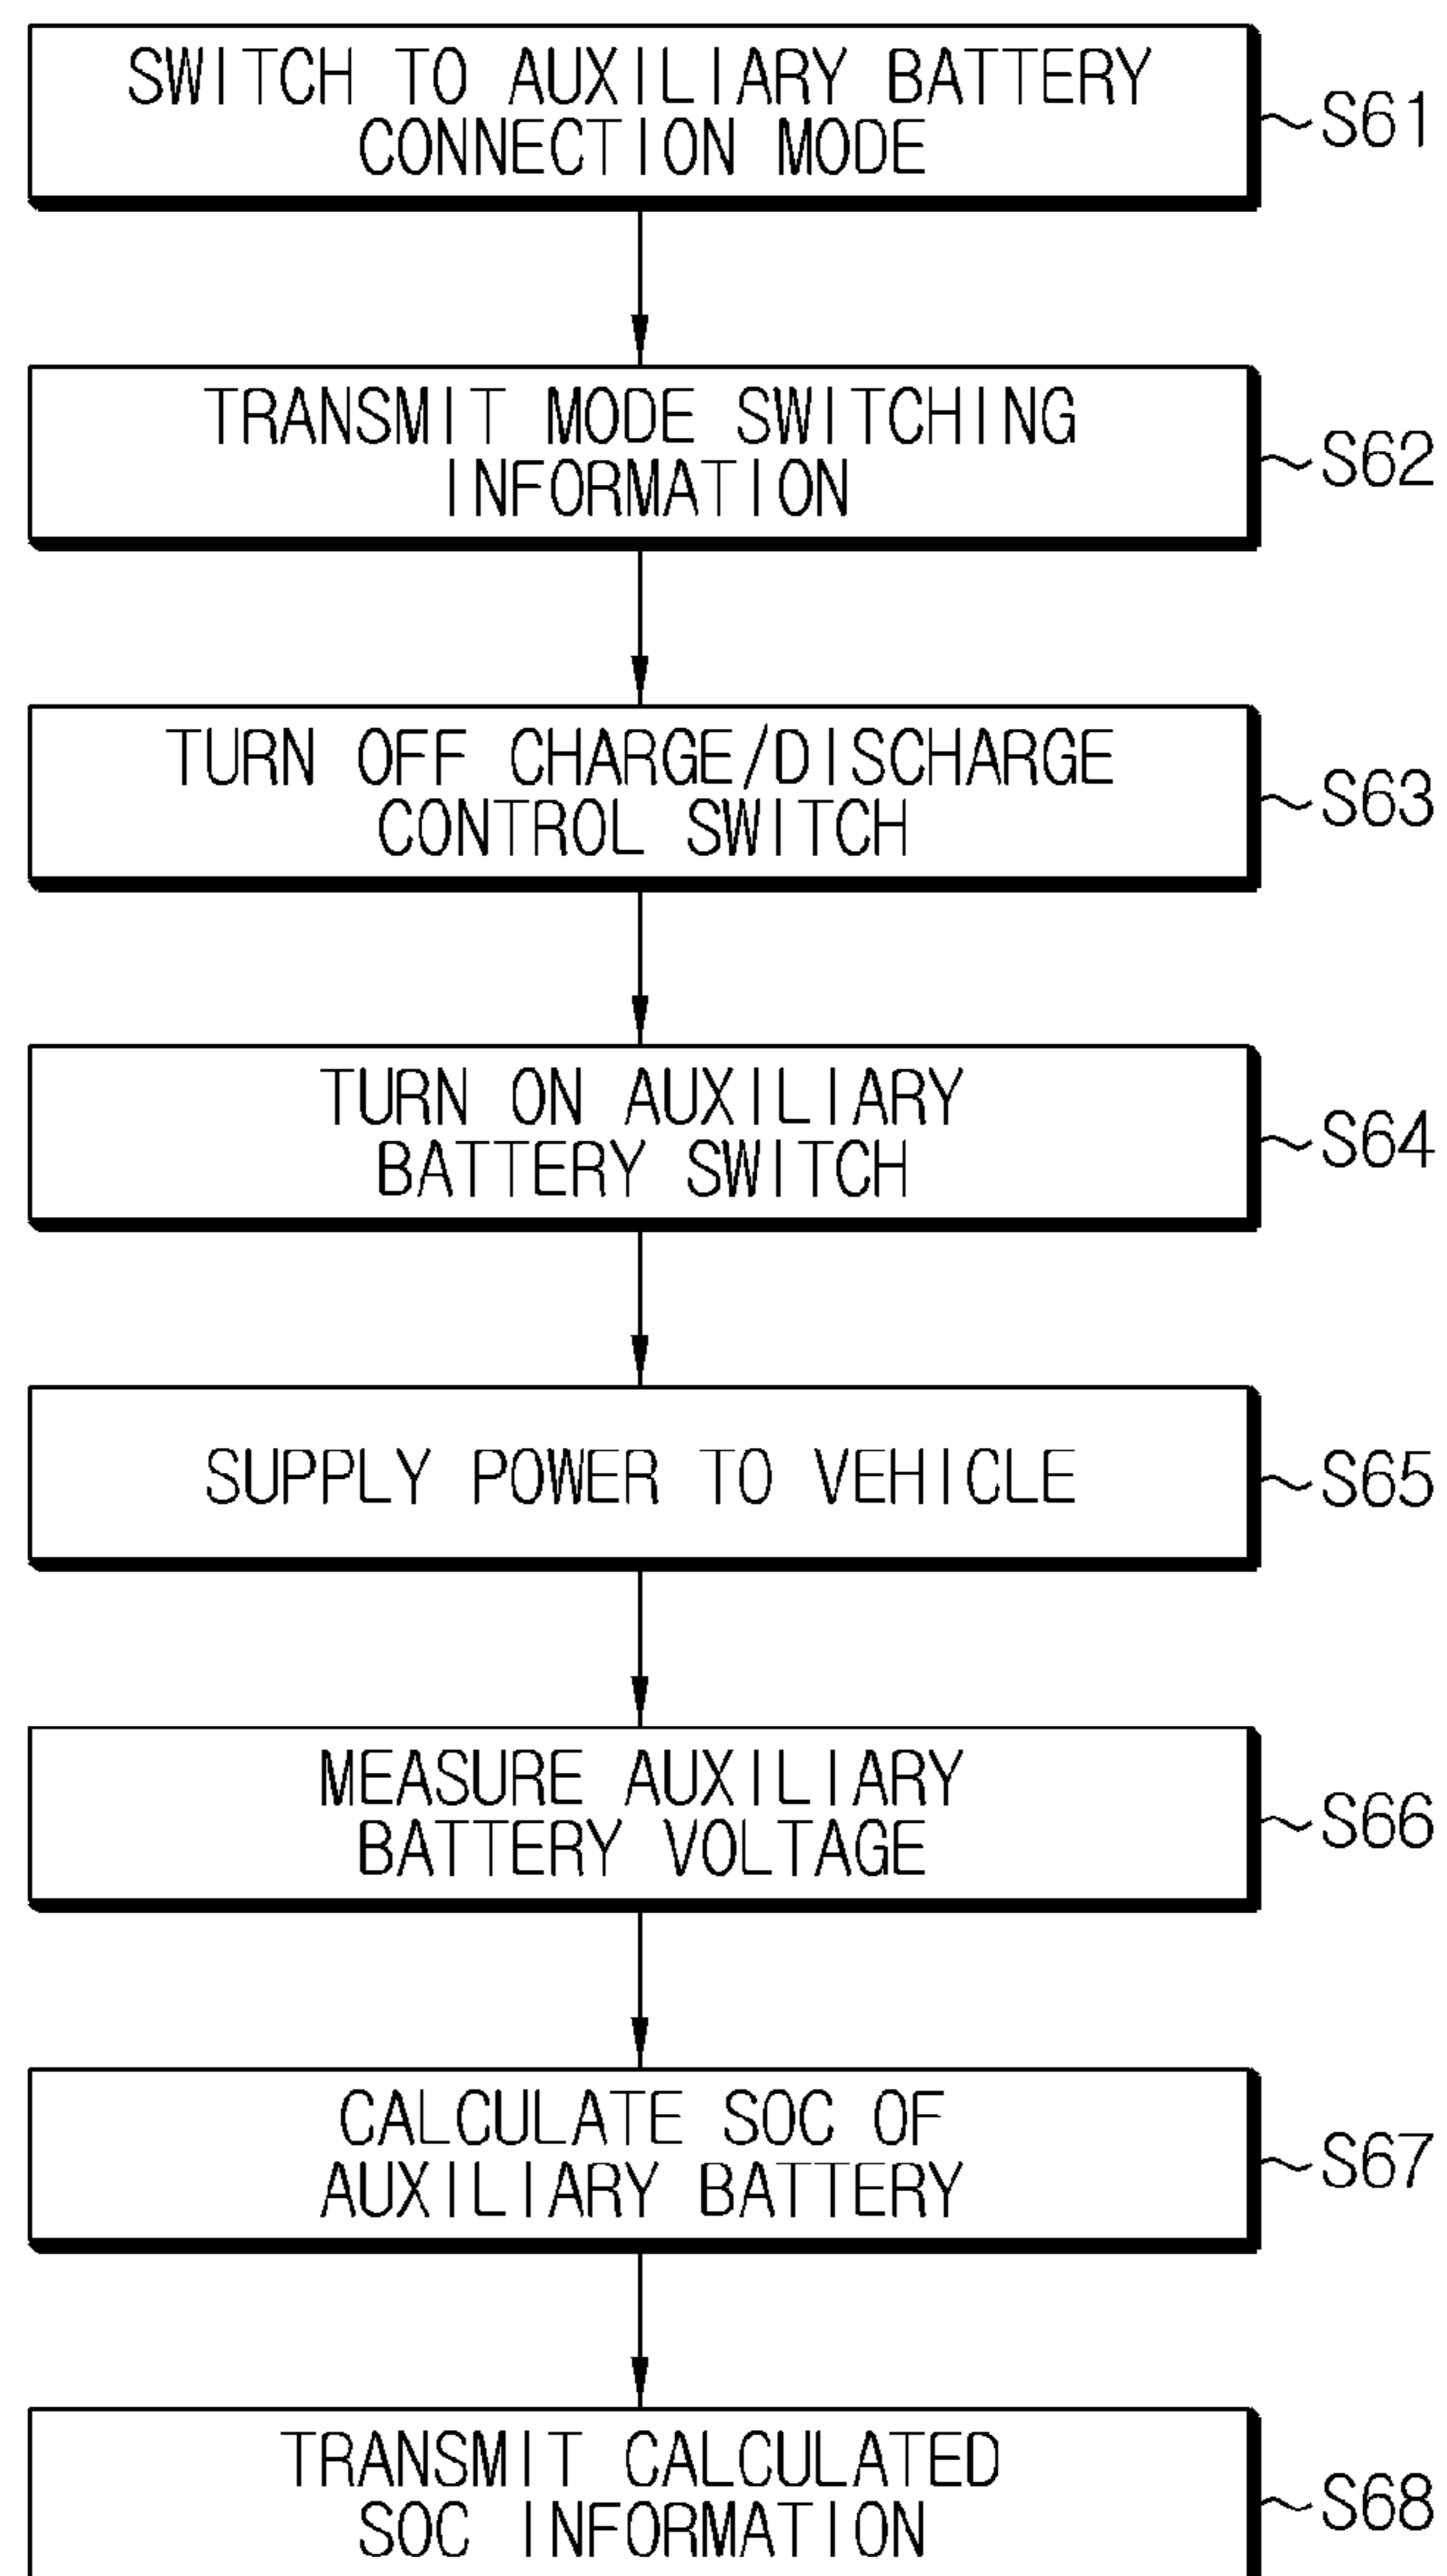 SWITCH TO AUXILIARY BATTERY
CONNECTION MODE
S61
TRANSMIT MODE SWITCHING
INFORMATION
S62
TURN OFF CHARGE/DISCHARGE
CONTROL SWITCH
S63
TURN ON AUXILIARY
BATTERY SWITCH
S64
SUPPLY POWER TO VEHICLE
S65
MEASURE AUXILIARY
BATTERY VOLTAGE
S66
CALCULATE SOC OF
AUXILIARY BATTERY
S67
TRANSMIT CALCULATED
SOC INFORMATION
S68